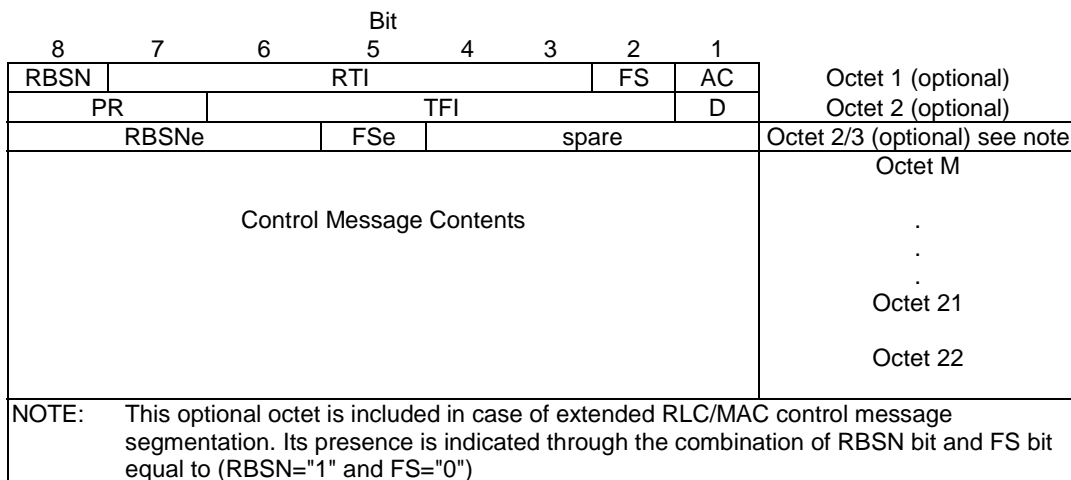 Bit
8 7 6 5 4 3 2 1
RBSN RTI FS AC Octet 1 (optional)
PR TFI D Octet 2 (optional)
RBSNe FSe spare Octet 2/3 (optional) see note
Octet M
Control Message Contents .
.
.
Octet 21
Octet 22
NOTE: This optional octet is included in case of extended RLC/MAC control message
segmentation. Its presence is indicated through the combination of RBSN bit and FS bit
equal to (RBSN="1" and FS="0")